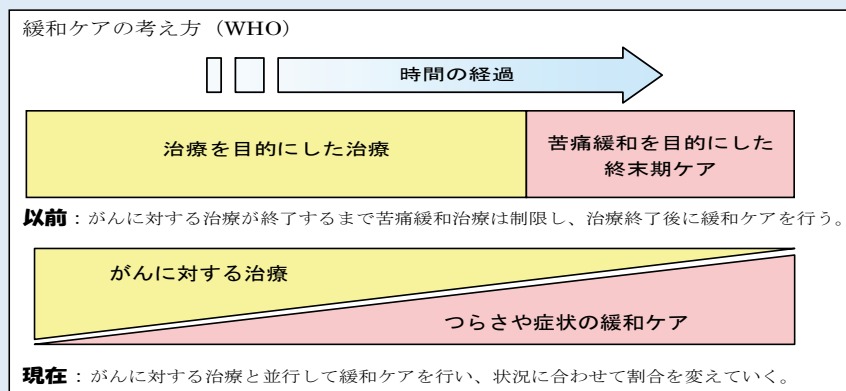 緩和ケアの考え方（WHO）
時間の経過
治療を目的にした治療
苦痛緩和を目的にした
終末期ケア
以前：がんに対する治療が終了するまで苦痛緩和治療は制限し、治療終了後に緩和ケアを行う。
がんに対する治療
つらさや症状の緩和ケア
現在：がんに対する治療と並行して緩和ケアを行い、状況に合わせて割合を変えていく。